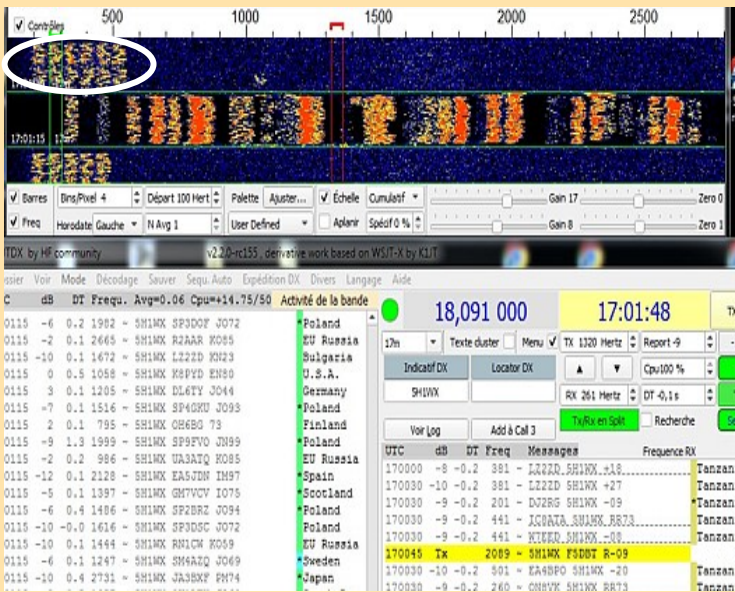 Contrôles 500 1000 1500 2000 2500
17:01:15 17m
Barres Bins/Pixel 4 Départ 100 Hert Palette Ajuster... Échelle Cumulatif Gain 17 Zero 0
Freq Horodate Gauche N Avg 1 User Defined Aplanir Spécif 0 % Gain 8 Zero 1
TDX by HF community v2.2.0-rc155 , derivative work based on WSJT-X by K1JT
ssier Voir Mode Décodage Sauver Sequ. Auto Expédition DX Divers Langage Aide
C dB DT Frequ. Avg=0.06 Cpu=+14.75/50 Activité de la bande
0115 -6 0.2 1982 ~ 5H1WX SP3DOF JO72 *Poland
0115 -2 0.1 2665 ~ 5H1WX R2AAR KO85 EU Russia
0115 -10 0.1 1672 ~ 5H1WX LZ2ZD KN23 Bulgaria
0115 0 0.5 1058 ~ 5H1WX K8PYD EN80 U.S.A.
0115 3 0.1 1205 ~ 5H1WX DL6TY JO44 Germany
0115 -7 0.1 1516 ~ 5H1WX SP4GKU JO93 *Poland
0115 2 0.1 795 ~ 5H1WX OH6BG 73 Finland
0115 -9 1.3 1999 ~ 5H1WX SP9FVO JN99 *Poland
0115 -2 0.2 986 ~ 5H1WX UA3ATQ KO85 EU Russia
0115 -12 0.1 2128 ~ 5H1WX EA5JDN IM97 *Spain
0115 -5 0.1 1397 ~ 5H1WX GM7VCV IO75 *Scotland
0115 -6 0.4 1486 ~ 5H1WX SP2BRZ JO94 *Poland
0115 -10 -0.0 1616 ~ 5H1WX SP3DSC JO72 Poland
0115 -10 0.1 1444 ~ 5H1WX RN1CW KO59 EU Russia
0115 -6 0.1 1247 ~ 5H1WX SM4AZQ JO69 *Sweden
0115 -10 0.4 2731 ~ 5H1WX JA3BXF PM74 *Japan
18,091 000 17:01:48
17m Texte cluster Menu TX 1320 Hertz Report -9
Indicatif DX Locator DX Cpu100 %
5H1WX RX 261 Hertz DT -0,1 s
Tx/Rx en Split Recherche
Voir Log Add à Call 3
UTC dB DT Freq Messages Frequence RX
170000 -8 -0.2 381 ~ LZ2ZD 5H1WX +18 Tanzan
170030 -10 -0.2 381 ~ LZ2ZD 5H1WX +27 Tanzan
170030 -9 -0.2 201 ~ DJ2RG 5H1WX -09 *Tanzan
170030 -9 -0.2 441 ~ IC8ATA 5H1WX RR73 Tanzan
170030 -9 -0.2 441 ~ W7EED 5H1WX -08 Tanzan
170045 Tx 2089 ~ 5H1WX F5DBT R-09
170030 -10 -0.2 501 ~ EA4BPO 5H1WX -20 Tanzan
170030 -9 -0.2 260 ~ ON8VK 5H1WX RR73 Tanzan